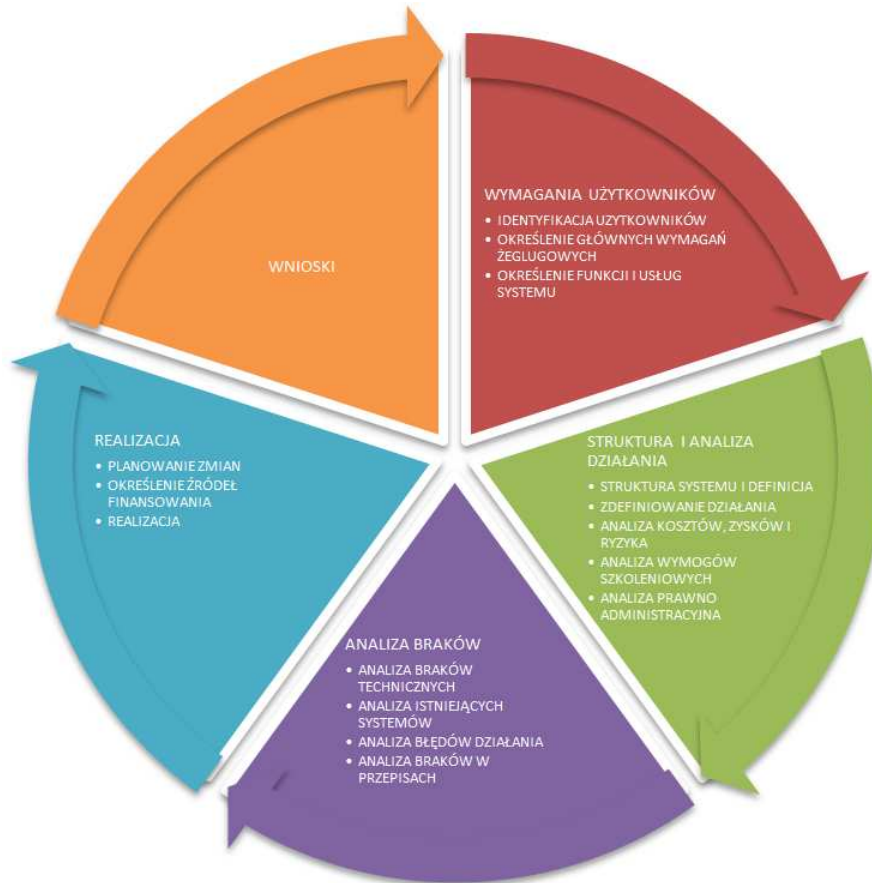 WYMAGANIA UŻYTKOWNIKÓW
• IDENTYFIKACJA UZYTKOWNIKÓW
• OKREŚLENIE GŁÓWNYCH WYMAGAŃ
ŻEGLUGOWYCH
• OKREŚLENIE FUNKCJI I USŁUG
SYSTEMU
STRUKTURA I ANALIZA
DZIAŁANIA
• STRUKTURA SYSTEMU I DEFINICJA
• ZDEFINIOWANIE DZIAŁANIA
• ANALIZA KOSZTÓW, ZYSKÓW I
RYZYKA
• ANALIZA WYMOGÓW
SZKOLENIOWYCH
• ANALIZA PRAWNO
ADMINISTRACYJNA
ANALIZA BRAKÓW
• ANALIZA BRAKÓW
TECHNICZNYCH
• ANALIZA ISTNIEJĄCYCH
SYSTEMÓW
• ANALIZA BŁĘDÓW DZIAŁANIA
• ANALIZA BRAKÓW W
PRZEPISACH
REALIZACJA
• PLANOWANIE ZMIAN
• OKREŚLENIE ŹRÓDEŁ
FINANSOWANIA
• REALIZACJA
WNIOSKI